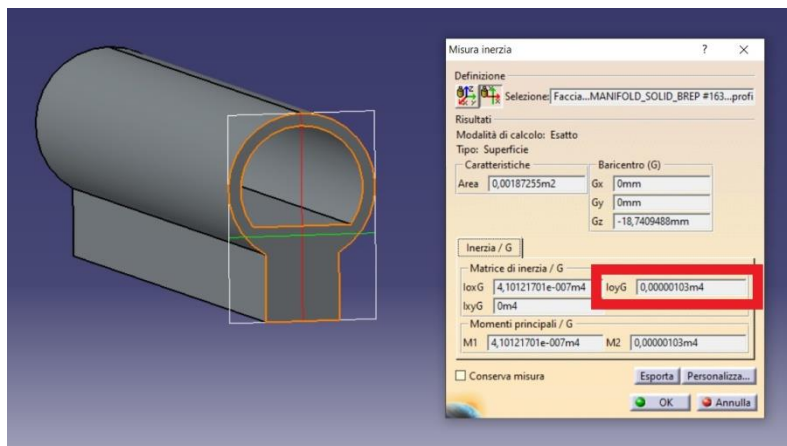 Misura inerzia ? X
Definizione
Selezione: Faccia...MANIFOLD_SOLID_BREP #163...profi
Risultati
Modalità di calcolo: Esatto
Tipo: Superficie
Caratteristiche Baricentro (G)
Area 0,00187255m2 Gx 0mm
Gy 0mm
Gz -18,7409488mm
Inerzia / G
Matrice di inerzia / G
IoxG 4,10121701e-007m4 IoyG 0,00000103m4
IxyG 0m4
Momenti principali / G
M1 4,10121701e-007m4 M2 0,00000103m4
Conserva misura Esporta Personalizza...
OK Annulla